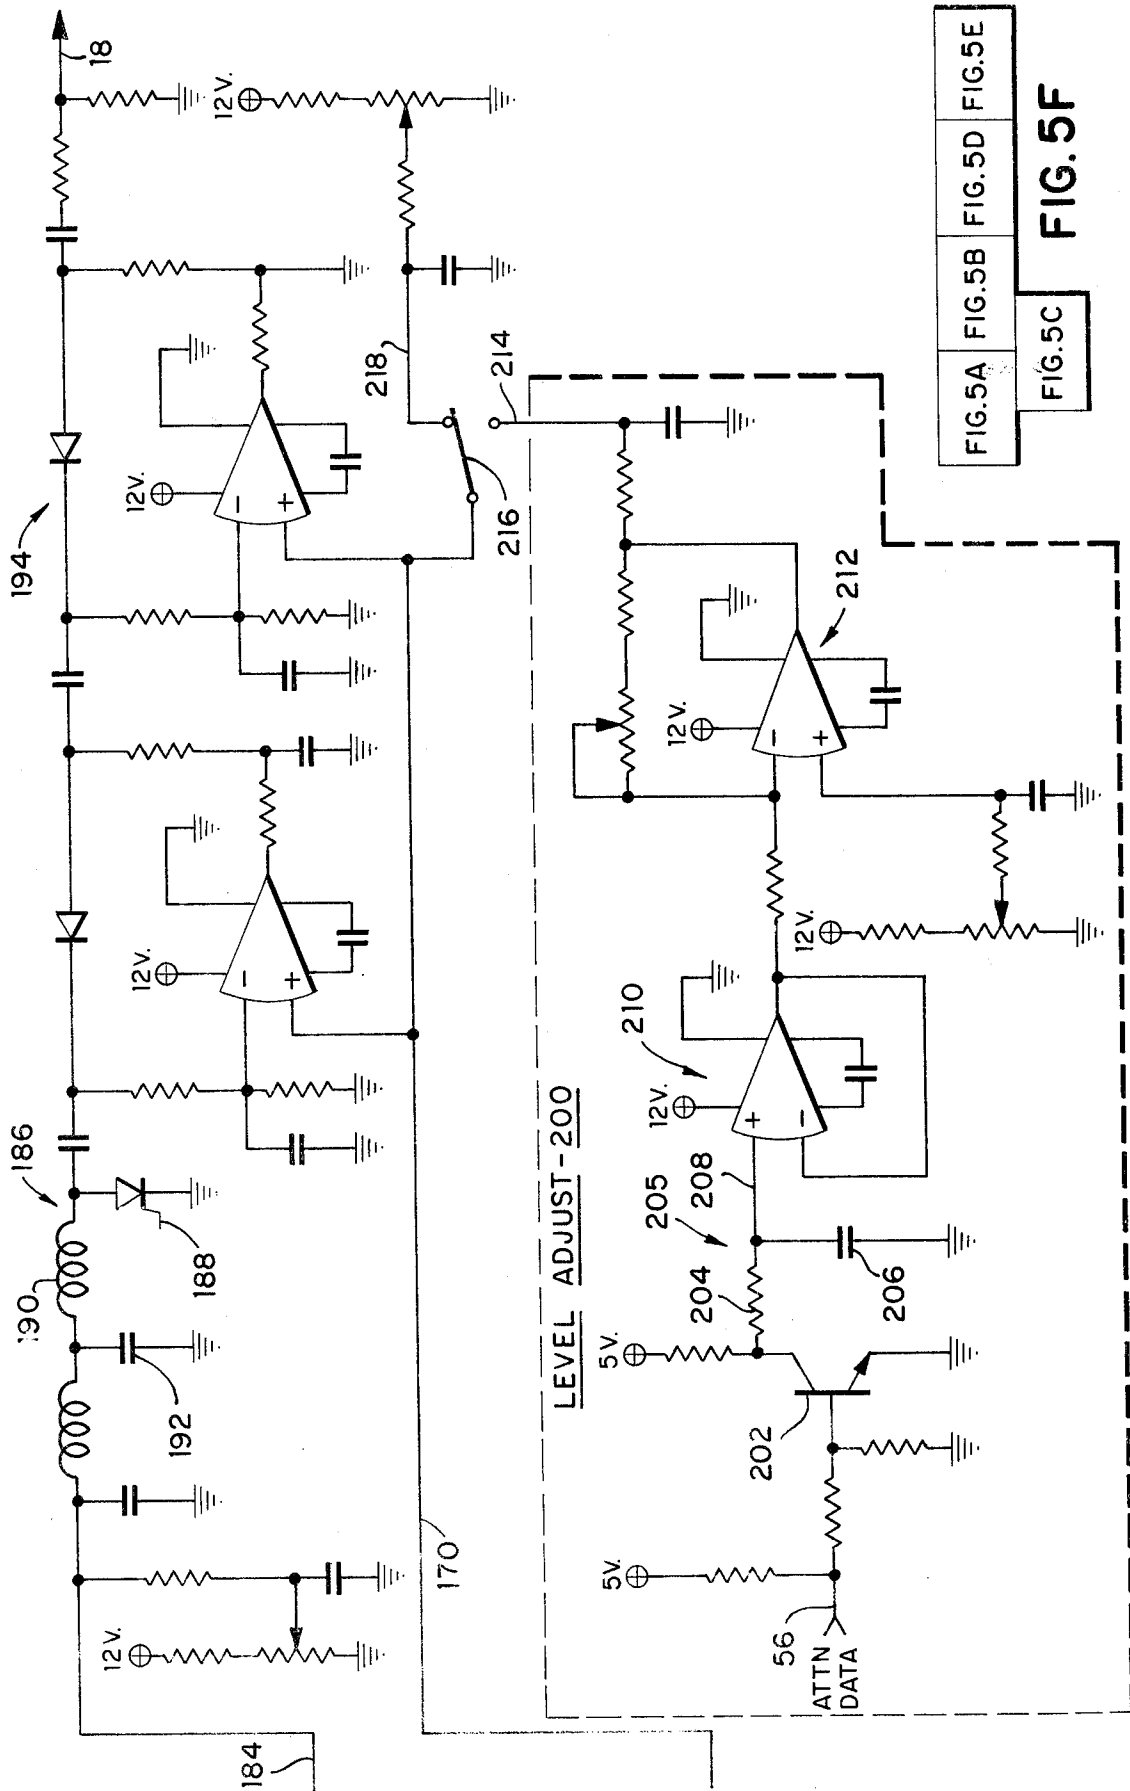 18
12V.
194
12V.
218
214
216
186
190
188
192
12V.
12V.
170
184
LEVEL ADJUST-200
12V.
212
12V.
210
12V.
208
205
204
206
5V.
202
5V.
56
ATTN
DATA
FIG.5A FIG.5B FIG.5D FIG.5E
FIG.5C
FIG.5F
- + - + - + + -